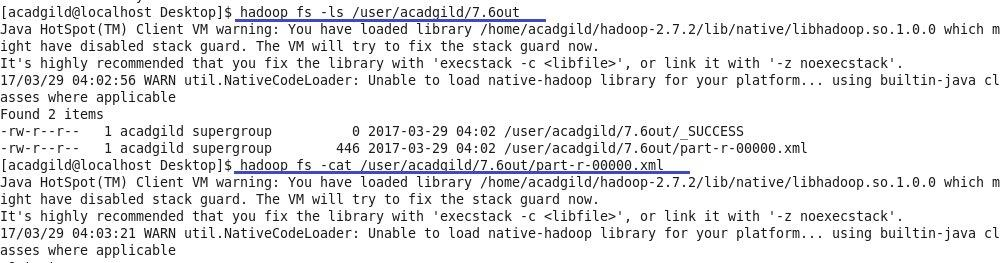 [acadgild@localhost Desktop]$ hadoop fs -ls /user/acadgild/7.6out
Java HotSpot(TM) Client VM warning: You have loaded library /home/acadgild/hadoop-2.7.2/lib/native/libhadoop.so.1.0.0 which m
ight have disabled stack guard. The VM will try to fix the stack guard now.
It's highly recommended that you fix the library with 'execstack -c <libfile>', or link it with '-z noexecstack'.
17/03/29 04:02:56 WARN util.NativeCodeLoader: Unable to load native-hadoop library for your platform... using builtin-java cl
asses where applicable
Found 2 items
-rw-r--r--   1 acadgild supergroup          0 2017-03-29 04:02 /user/acadgild/7.6out/_SUCCESS
-rw-r--r--   1 acadgild supergroup        446 2017-03-29 04:02 /user/acadgild/7.6out/part-r-00000.xml
[acadgild@localhost Desktop]$ hadoop fs -cat /user/acadgild/7.6out/part-r-00000.xml
Java HotSpot(TM) Client VM warning: You have loaded library /home/acadgild/hadoop-2.7.2/lib/native/libhadoop.so.1.0.0 which m
ight have disabled stack guard. The VM will try to fix the stack guard now.
It's highly recommended that you fix the library with 'execstack -c <libfile>', or link it with '-z noexecstack'.
17/03/29 04:03:21 WARN util.NativeCodeLoader: Unable to load native-hadoop library for your platform... using builtin-java cl
asses where applicable